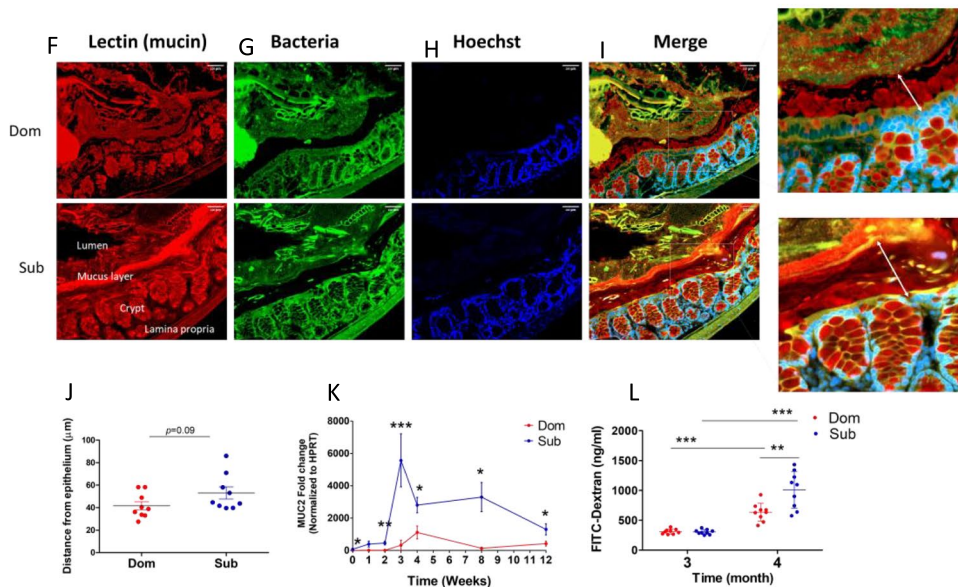 F Lectin (mucin) G Bacteria H Hoechst I Merge
Dom
Sub
Lumen
Mucus layer
Crypt
Lamina propria
J
p=0.09
Distance from epithelium (µm)
100
80
60
40
20
0
Dom Sub
K
MUC2 Fold change
(Normalized to HPRT)
8000
6000
4000
2000
0
* ** *** * * *
Dom
Sub
0 1 2 3 4 5 6 7 8 9 10 11 12
Time (Weeks)
L
Dom
Sub
***
*** **
FITC-Dextran (ng/ml)
2000
1500
1000
500
0
3 4
Time (month)